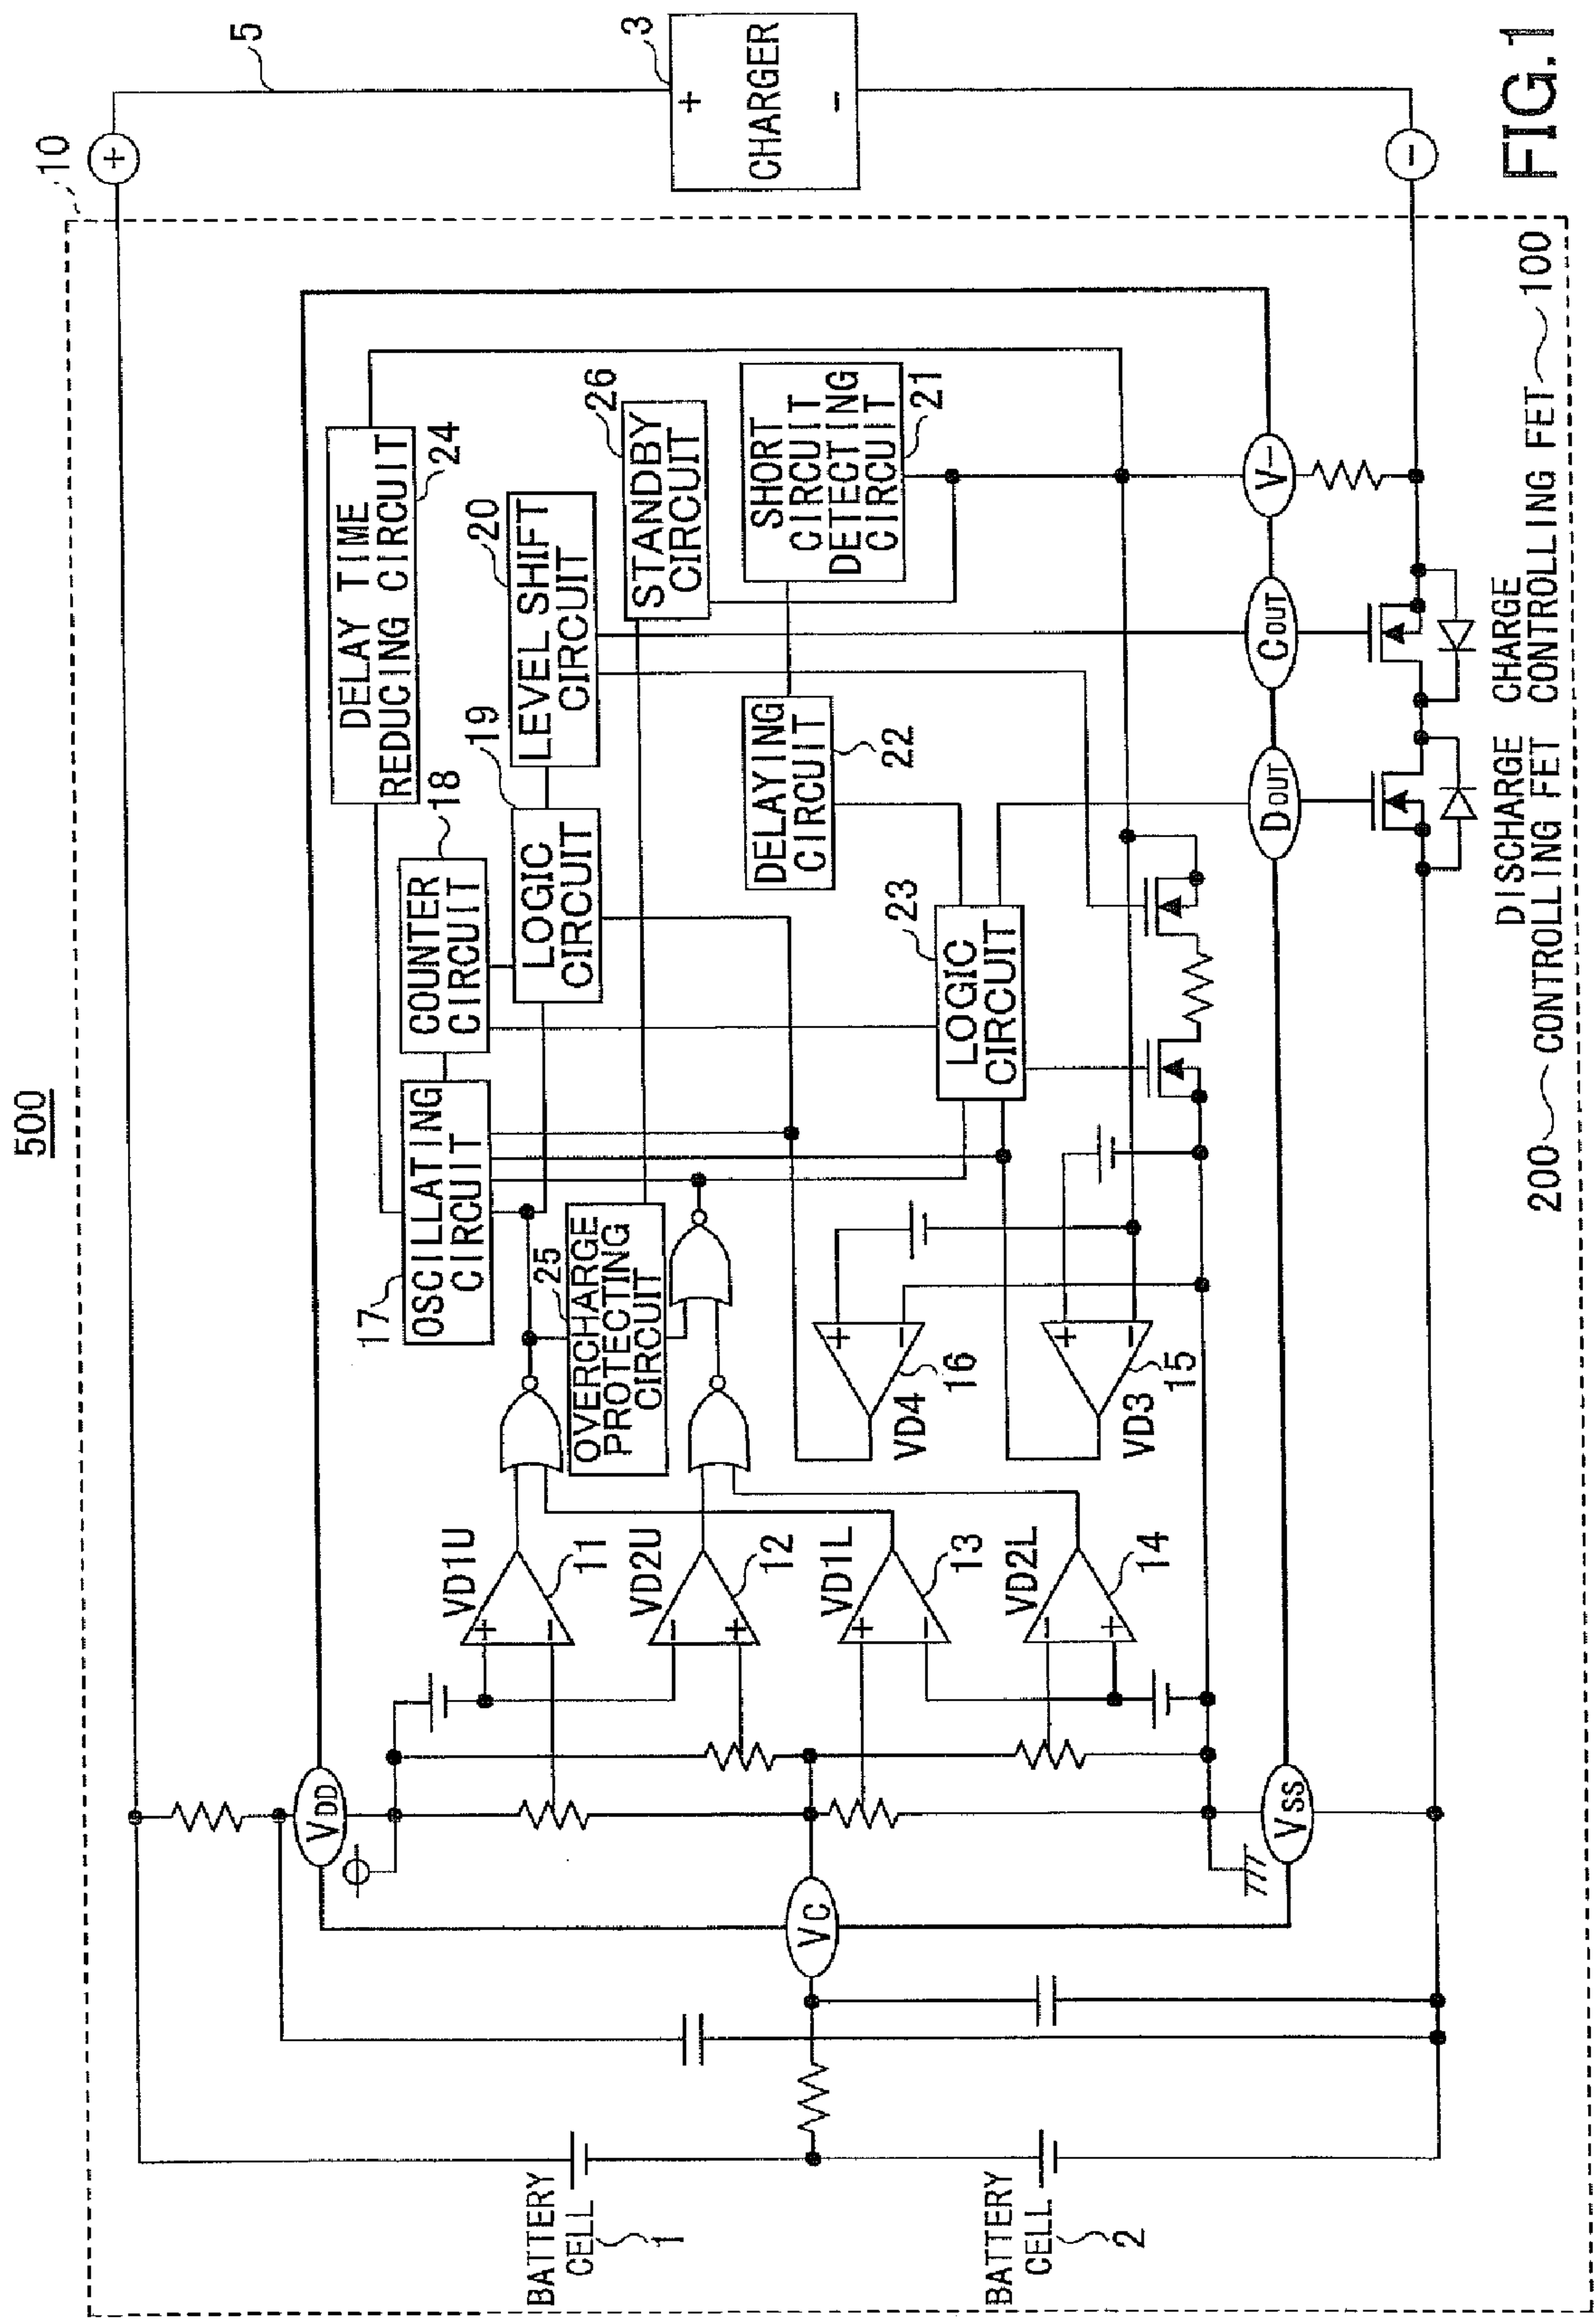 500
10
5
3
+
+
CHARGER
-
-
DELAY TIME
REDUCING CIRCUIT
24
17
OSCILLATING
CIRCUIT
COUNTER
CIRCUIT
18
LOGIC
CIRCUIT
19
LEVEL SHIFT
CIRCUIT
20
STANDBY
CIRCUIT
26
25
OVERCHARGE
PROTECTING
CIRCUIT
SHORT
CIRCUIT
DETECTING
CIRCUIT
21
DELAYING
CIRCUIT
22
LOGIC
CIRCUIT
23
VD1U
+
-
11
VD2U
-
+
12
VD1L
+
-
13
VD2L
-
+
14
+
-
VD4
16
+
-
VD3
15
VDD
VC
VSS
DOUT
COUT
V-
BATTERY
CELL
1
BATTERY
CELL
2
DISCHARGE CHARGE
200 CONTROLLING FET CONTROLLING FET 100
FIG.1